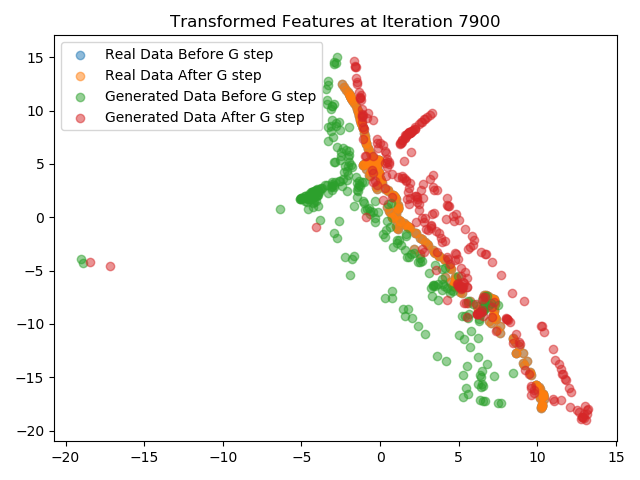 Transformed Features at Iteration 7900
Real Data Before G step
Real Data After G step
Generated Data Before G step
Generated Data After G step
15
10
5
0
−5
−10
−15
−20
−20 −15 −10 −5 0 5 10 15